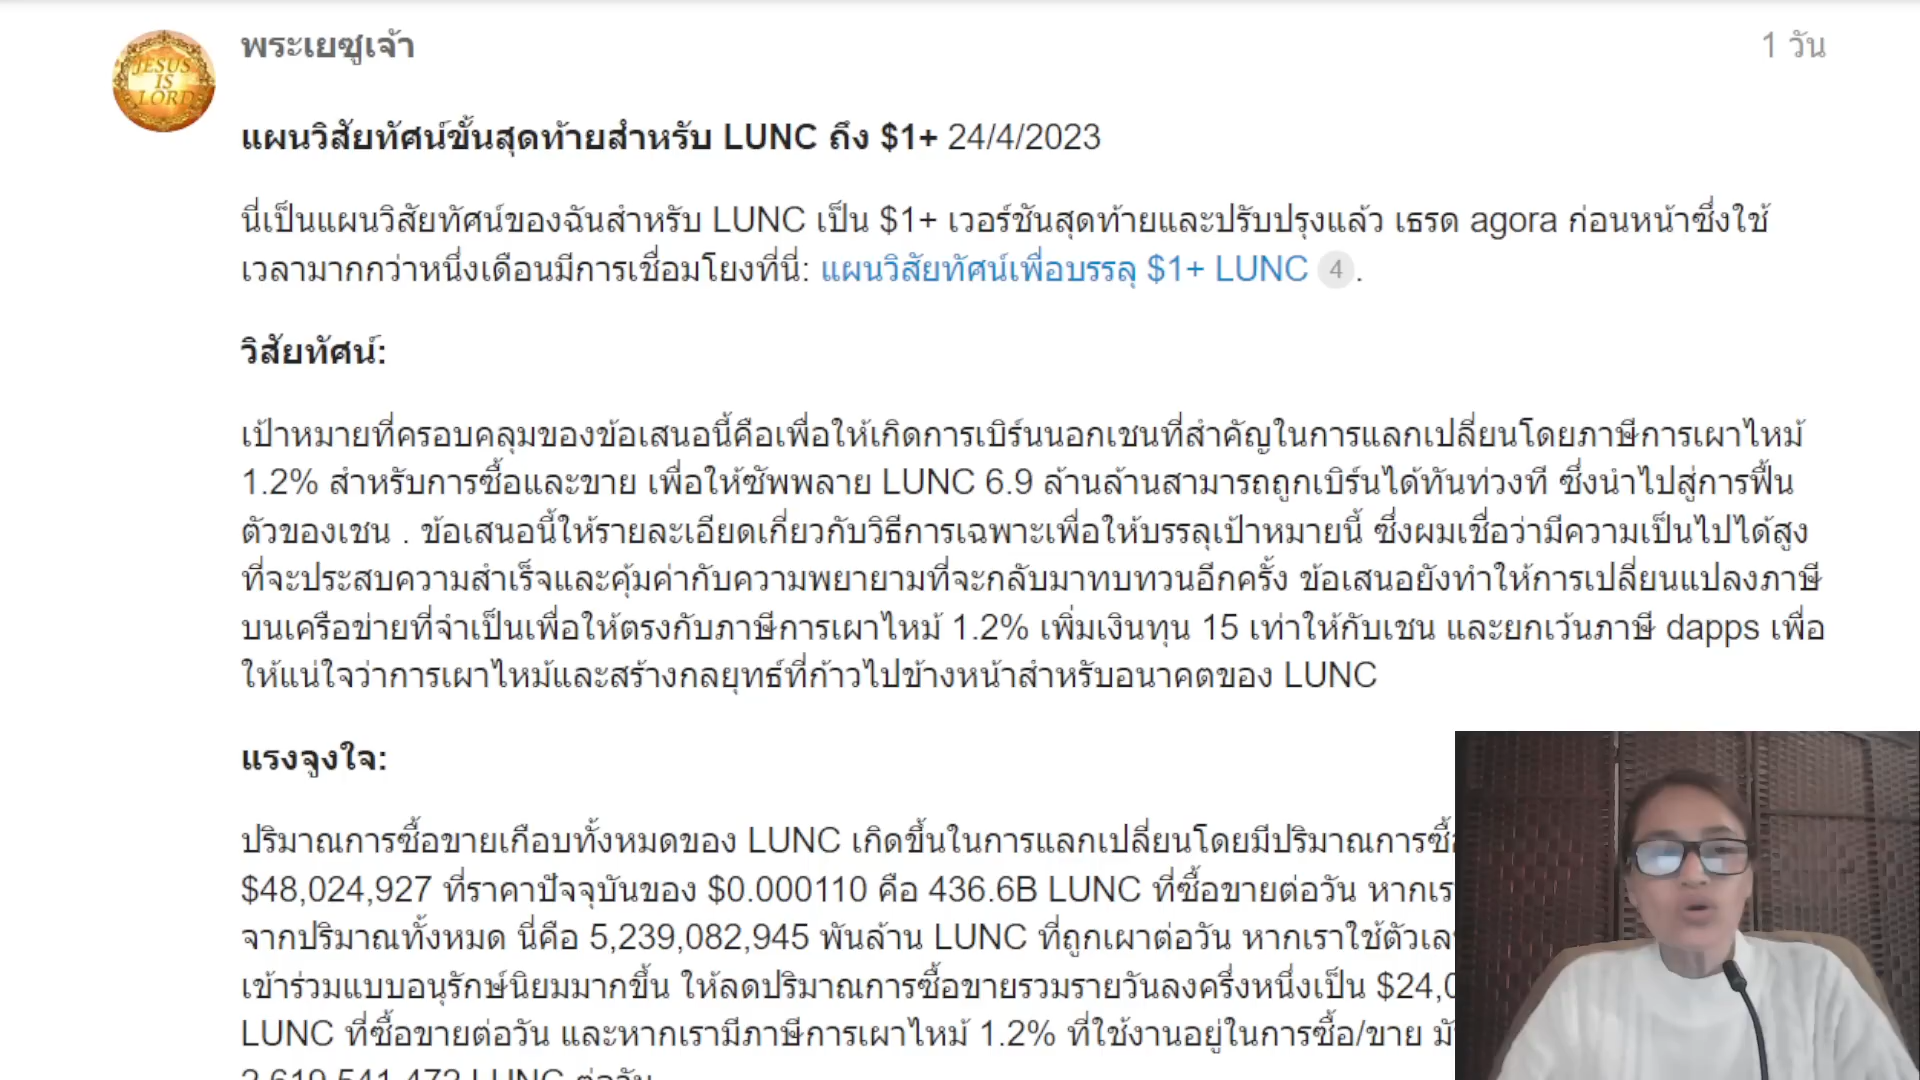 JESUS
IS
LORD
พระเยซูเจ้า
1 วัน
แผนวิสัยทัศน์ขั้นสุดท้ายสำหรับ LUNC ถึง $1+ 24/4/2023
นี่เป็นแผนวิสัยทัศน์ของฉันสำหรับ LUNC เป็น $1+ เวอร์ชันสุดท้ายและปรับปรุงแล้ว เธรด agora ก่อนหน้าซึ่งใช้
เวลามากกว่าหนึ่งเดือนมีการเชื่อมโยงที่นี่: แผนวิสัยทัศน์เพื่อบรรลุ $1+ LUNC 4 .
วิสัยทัศน์:
เป้าหมายที่ครอบคลุมของข้อเสนอนี้คือเพื่อให้เกิดการเบิร์นนอกเชนที่สำคัญในการแลกเปลี่ยนโดยภาษีการเผาไหม้
1.2% สำหรับการซื้อและขาย เพื่อให้ซัพพลาย LUNC 6.9 ล้านล้านสามารถถูกเบิร์นได้ทันท่วงที ซึ่งนำไปสู่การฟื้น
ตัวของเชน . ข้อเสนอนี้ให้รายละเอียดเกี่ยวกับวิธีการเฉพาะเพื่อให้บรรลุเป้าหมายนี้ ซึ่งผมเชื่อว่ามีความเป็นไปได้สูง
ที่จะประสบความสำเร็จและคุ้มค่ากับความพยายามที่จะกลับมาทบทวนอีกครั้ง ข้อเสนอยังทำให้การเปลี่ยนแปลงภาษี
บนเครือข่ายที่จำเป็นเพื่อให้ตรงกับภาษีการเผาไหม้ 1.2% เพิ่มเงินทุน 15 เท่าให้กับเชน และยกเว้นภาษี dapps เพื่อ
ให้แน่ใจว่าการเผาไหม้และสร้างกลยุทธ์ที่ก้าวไปข้างหน้าสำหรับอนาคตของ LUNC
แรงจูงใจ:
ปริมาณการซื้อขายเกือบทั้งหมดของ LUNC เกิดขึ้นในการแลกเปลี่ยนโดยมีปริมาณการซื้
$48,024,927 ที่ราคาปัจจุบันของ $0.000110 คือ 436.6B LUNC ที่ซื้อขายต่อวัน หากเร
จากปริมาณทั้งหมด นี่คือ 5,239,082,945 พันล้าน LUNC ที่ถูกเผาต่อวัน หากเราใช้ตัวเล
เข้าร่วมแบบอนุรักษ์นิยมมากขึ้น ให้ลดปริมาณการซื้อขายรวมรายวันลงครึ่งหนึ่งเป็น $24,0
LUNC ที่ซื้อขายต่อวัน และหากเรามีภาษีการเผาไหม้ 1.2% ที่ใช้งานอยู่ในการซื้อ/ขาย มั
2,619,541,472 LUNC ต่อวัน